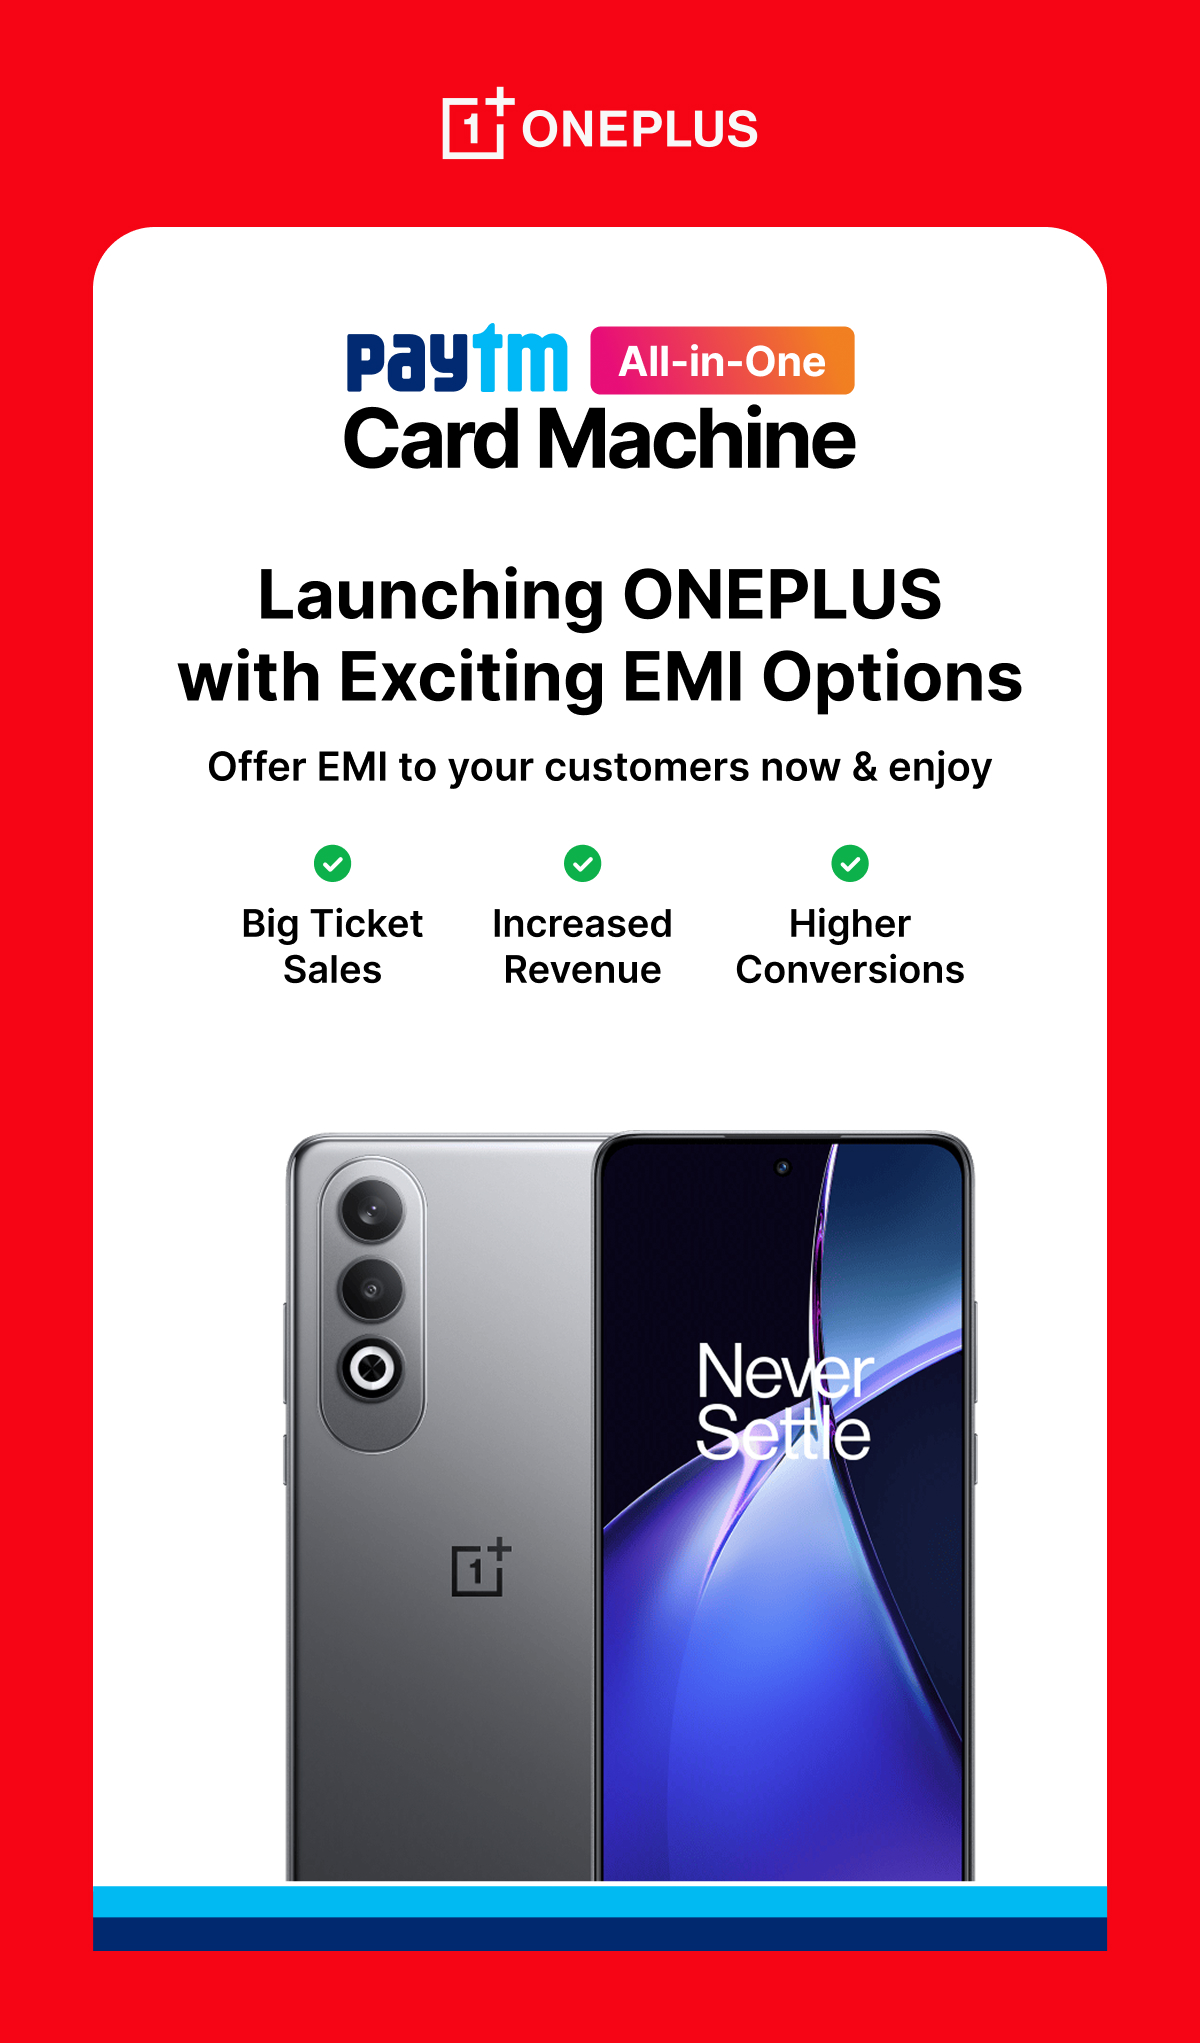 1+ ONEPLUS
paytm All-in-One
Card Machine
Launching ONEPLUS
with Exciting EMI Options
Offer EMI to your customers now & enjoy
Big Ticket
Sales
Increased
Revenue
Higher
Conversions
Never
Settle
1+